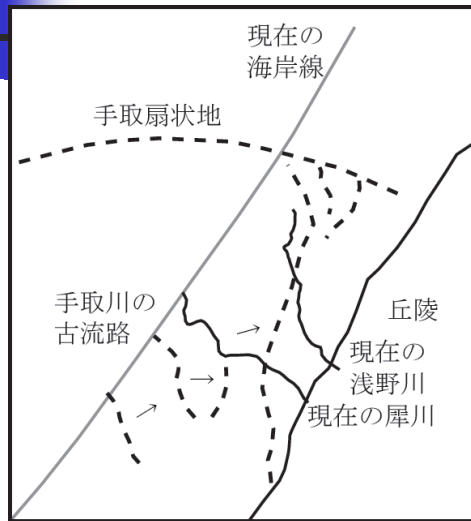 現在の
海岸線
手取扇状地
手取川の
古流路
丘陵
現在の
浅野川
現在の犀川